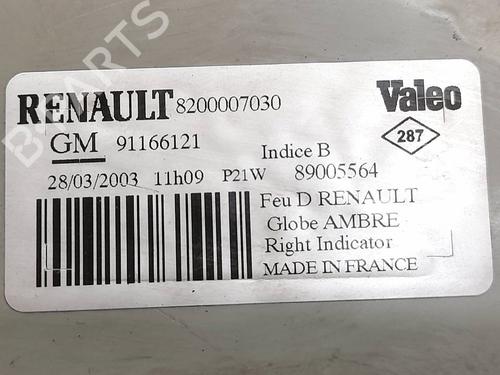 RENAULT 8200007030 Valeo
GM 91166121 287
Indice B
28/03/2003 11h09 P21W 89005564
Feu D RENAULT
Globe AMBRE
Right Indicator
MADE IN FRANCE
PARTS